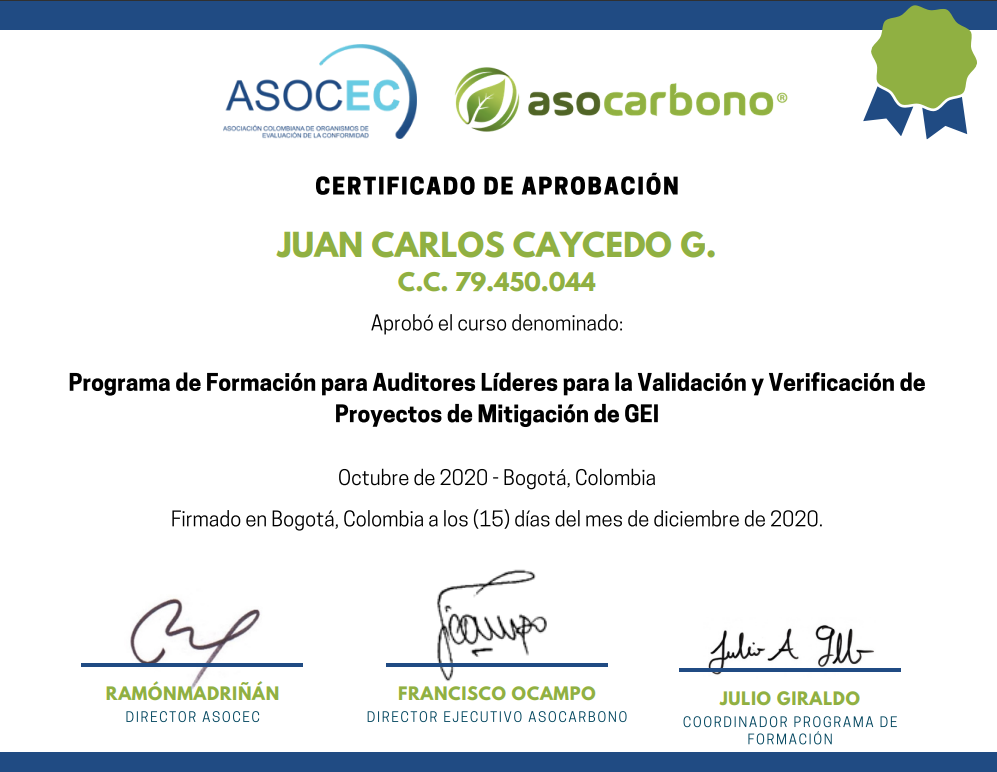 ASOCEC
ASOCIACIÓN COLOMBIANA DE ORGANISMOS DE
EVALUACIÓN DE LA CONFORMIDAD
asocarbono®
CERTIFICADO DE APROBACIÓN
JUAN CARLOS CAYCEDO G.
C.C. 79.450.044
Aprobó el curso denominado:
Programa de Formación para Auditores Líderes para la Validación y Verificación de
Proyectos de Mitigación de GEI
Octubre de 2020 - Bogotá, Colombia
Firmado en Bogotá, Colombia a los (15) días del mes de diciembre de 2020.
RAMÓNMADRIÑÁN
DIRECTOR ASOCEC
FRANCISCO OCAMPO
DIRECTOR EJECUTIVO ASOCARBONO
Julio A
JULIO GIRALDO
COORDINADOR PROGRAMA DE
FORMACIÓN